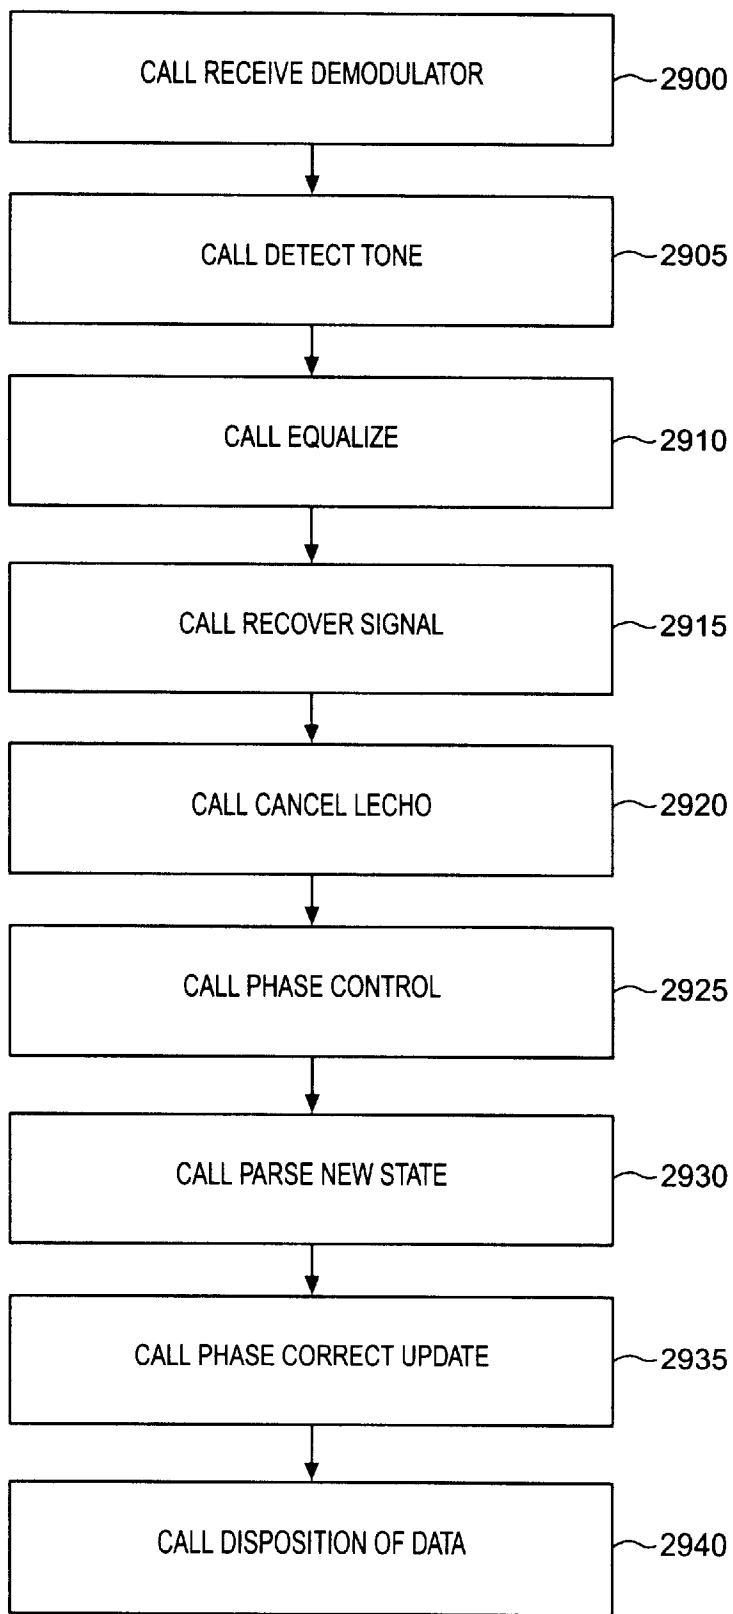 CALL RECEIVE DEMODULATOR
2900
CALL DETECT TONE
2905
CALL EQUALIZE
2910
CALL RECOVER SIGNAL
2915
CALL CANCEL LECHO
2920
CALL PHASE CONTROL
2925
CALL PARSE NEW STATE
2930
CALL PHASE CORRECT UPDATE
2935
CALL DISPOSITION OF DATA
2940